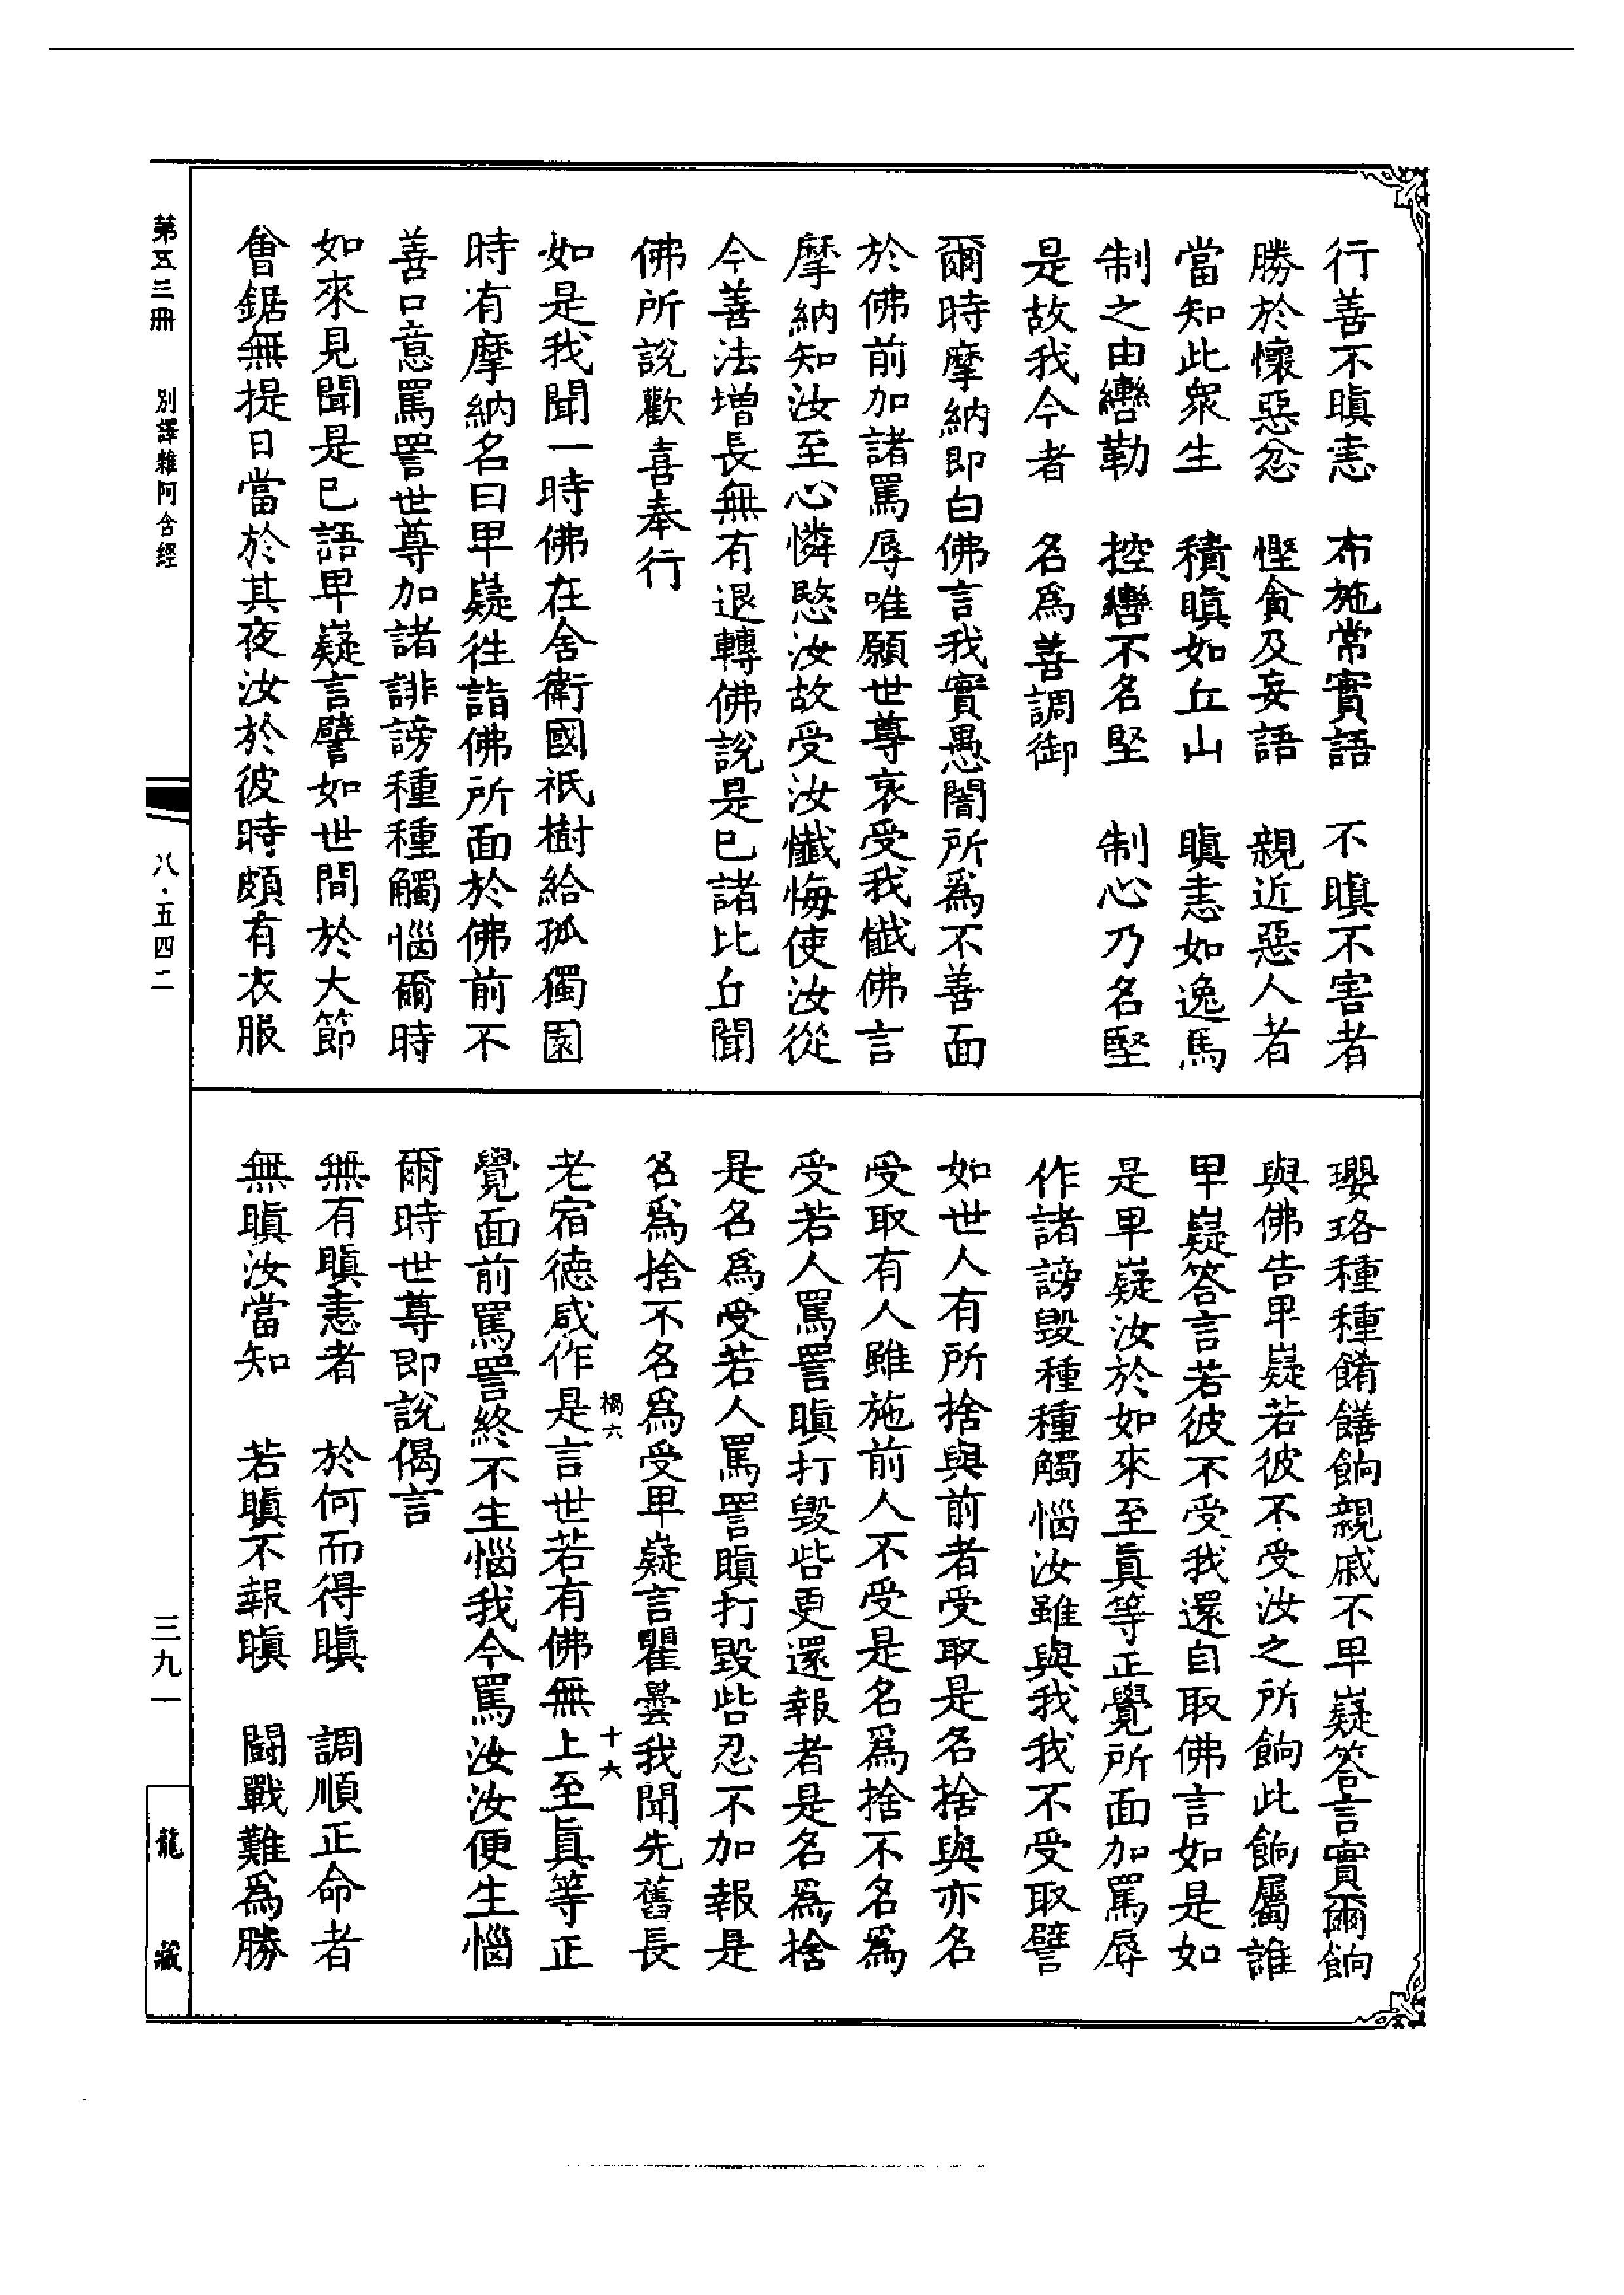 行善不瞋恚　布施常實語　不瞋不害者
勝於懷惡忿　慳貪及妄語　親近惡人者
當知此衆生　積瞋如丘山　瞋恚如逸馬
制之由轡勒　控轡不名堅　制心乃名堅
是故我今者　名爲善調御
爾時摩納即白佛言我實愚闇所爲不善面
於佛前加諸罵辱唯願世尊哀受我懺佛言
摩納知汝至心憐愍汝故受汝懺悔使汝從
今善法增長無有退轉佛說是已諸比丘聞
佛所說歡喜奉行
如是我聞一時佛在舍衛國祇樹給孤獨園
時有摩納名曰卑嶷往詣佛所面於佛前不
善口意罵詈世尊加諸誹謗種種觸惱爾時
如來見聞是已語卑嶷言譬如世間於大節
會鋸無提日當於其夜汝於彼時頗有衣服
瓔珞種種餚饍餉親戚不卑嶷答言實爾餉
與佛告卑嶷若彼不受汝之所餉此餉屬誰
卑嶷答言若彼不受我還自取佛言如是如
是卑嶷汝於如來至眞等正覺所面加罵辱
作諸謗毀種種觸惱汝雖與我我不受取譬
如世人有所捨與前者受取是名捨與亦名
受取有人雖施前人不受是名爲捨不名爲
受若人罵詈瞋打毀呰更還報者是名爲捨
是名爲受若人罵詈瞋打毀呰忍不加報是
名爲捨不名爲受卑嶷言瞿曇我聞先舊長
老宿德咸作是言世若有佛無上至眞等正
覺面前罵詈終不生惱我今罵汝汝便生惱
爾時世尊即說偈言
無有瞋恚者　於何而得瞋　調順正命者
無瞋汝當知　若瞋不報瞋　鬬戰難爲勝
十六
第五三冊　別譯雜阿含經
八・五四二
三九一
龍藏